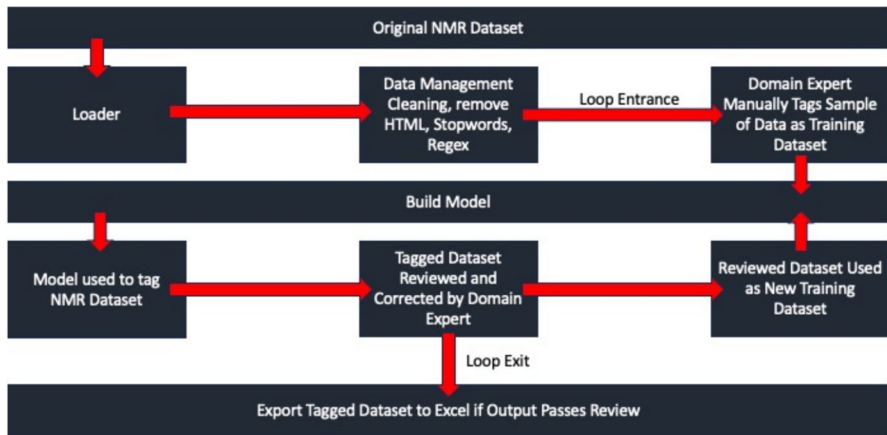 Original NMR Dataset
Loader
Data Management
Cleaning, remove
HTML, Stopwords,
Regex
Loop Entrance
Domain Expert
Manually Tags Sample
of Data as Training
Dataset
Build Model
Model used to tag
NMR Dataset
Tagged Dataset
Reviewed and
Corrected by Domain
Expert
Reviewed Dataset Used
as New Training
Dataset
Loop Exit
Export Tagged Dataset to Excel if Output Passes Review